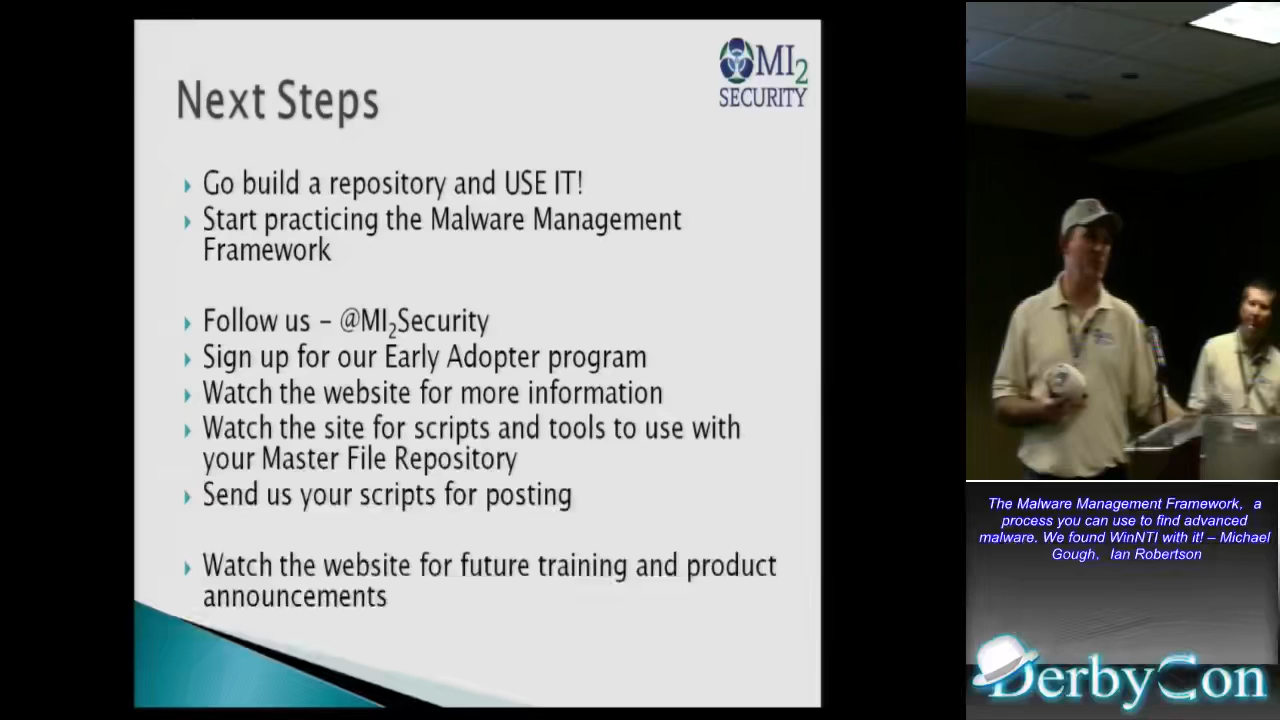 Next Steps
MI2
SECURITY
Go build a repository and USE IT!
Start practicing the Malware Management
Framework
Follow us – @MI2Security
Sign up for our Early Adopter program
Watch the website for more information
Watch the site for scripts and tools to use with
your Master File Repository
Send us your scripts for posting
Watch the website for future training and product
announcements
The Malware Management Framework, a
process you can use to find advanced
malware. We found WinNTI with it! – Michael
Gough, Ian Robertson
DerbyCon